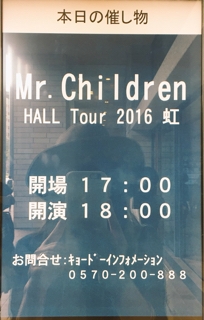 本日の催し物
Mr.Children
HALL Tour 2016 虹
開場 17:00
開演 18:00
お問合せ:ｷｮｰﾄﾞｰｲﾝﾌｫﾒｰｼｮﾝ
0570-200-888